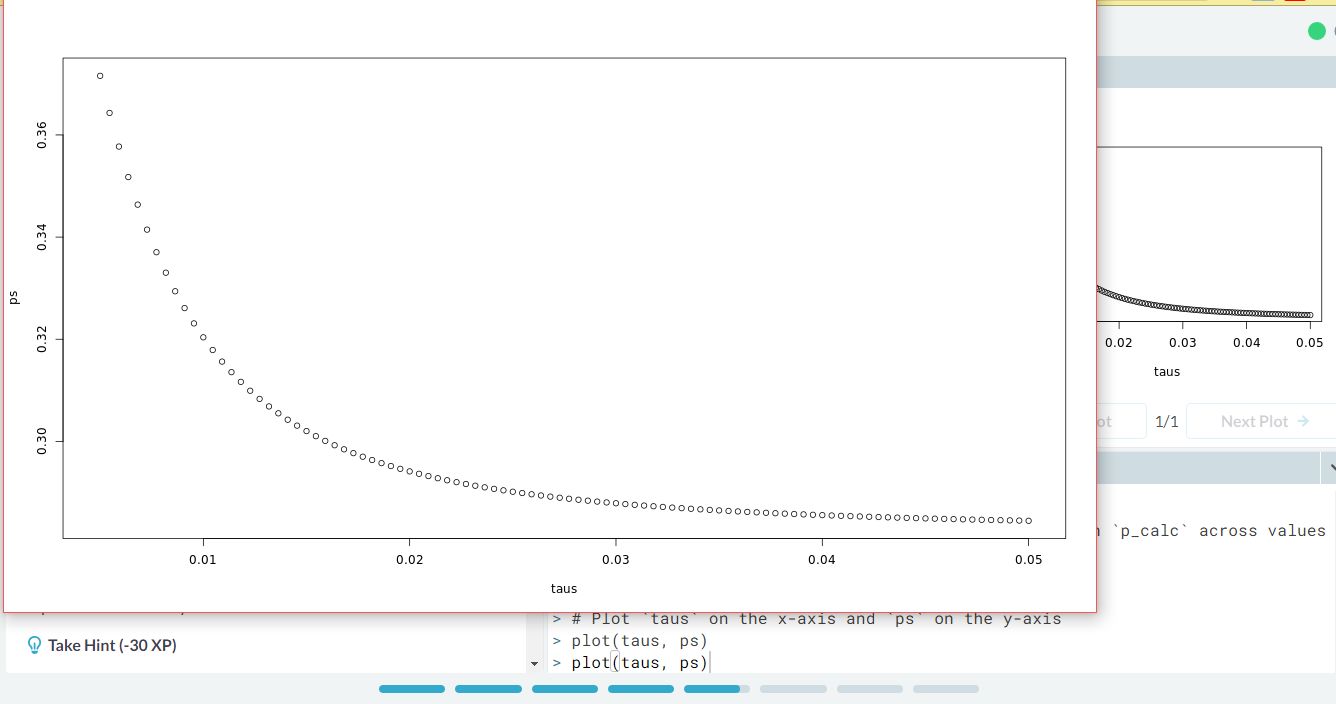 0.36
0.34
0.32
0.30
ps
0.01 0.02 0.03 0.04 0.05
taus
0.02 0.03 0.04 0.05
taus
1/1 Next Plot
`p_calc` across values
> # Plot `taus` on the x-axis and `ps` on the y-axis
> plot(taus, ps)
> plot(taus, ps)
Take Hint (-30 XP)